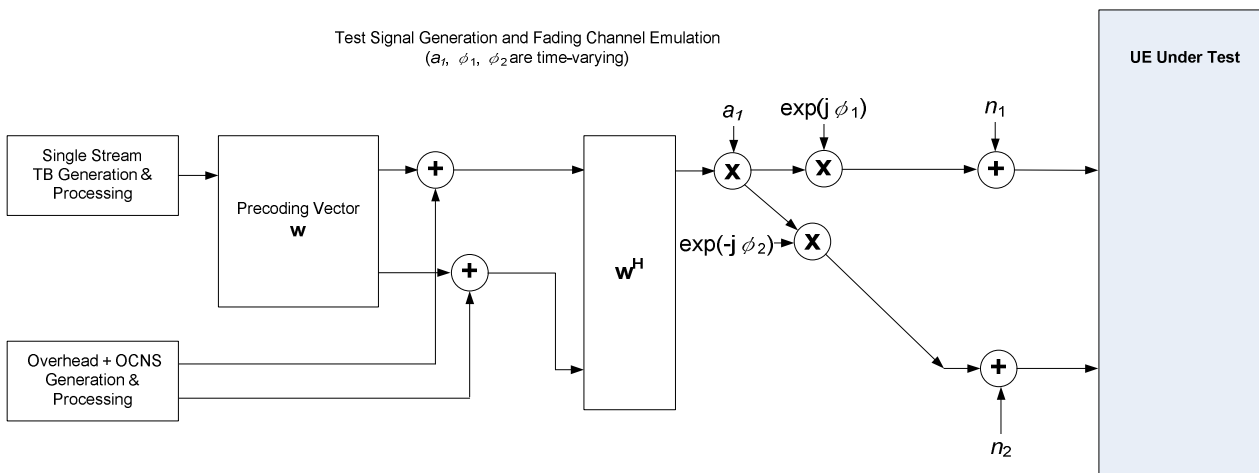 Test Signal Generation and Fading Channel Emulation
(a₁, ϕ₁, ϕ₂ are time-varying)
UE Under Test
a₁
exp(j ϕ₁)
n₁
Single Stream
TB Generation &
Processing
+
x
x
+
Precoding Vector
w
exp(-j ϕ₂)
x
+
wᴴ
Overhead + OCNS
Generation &
Processing
+
n₂